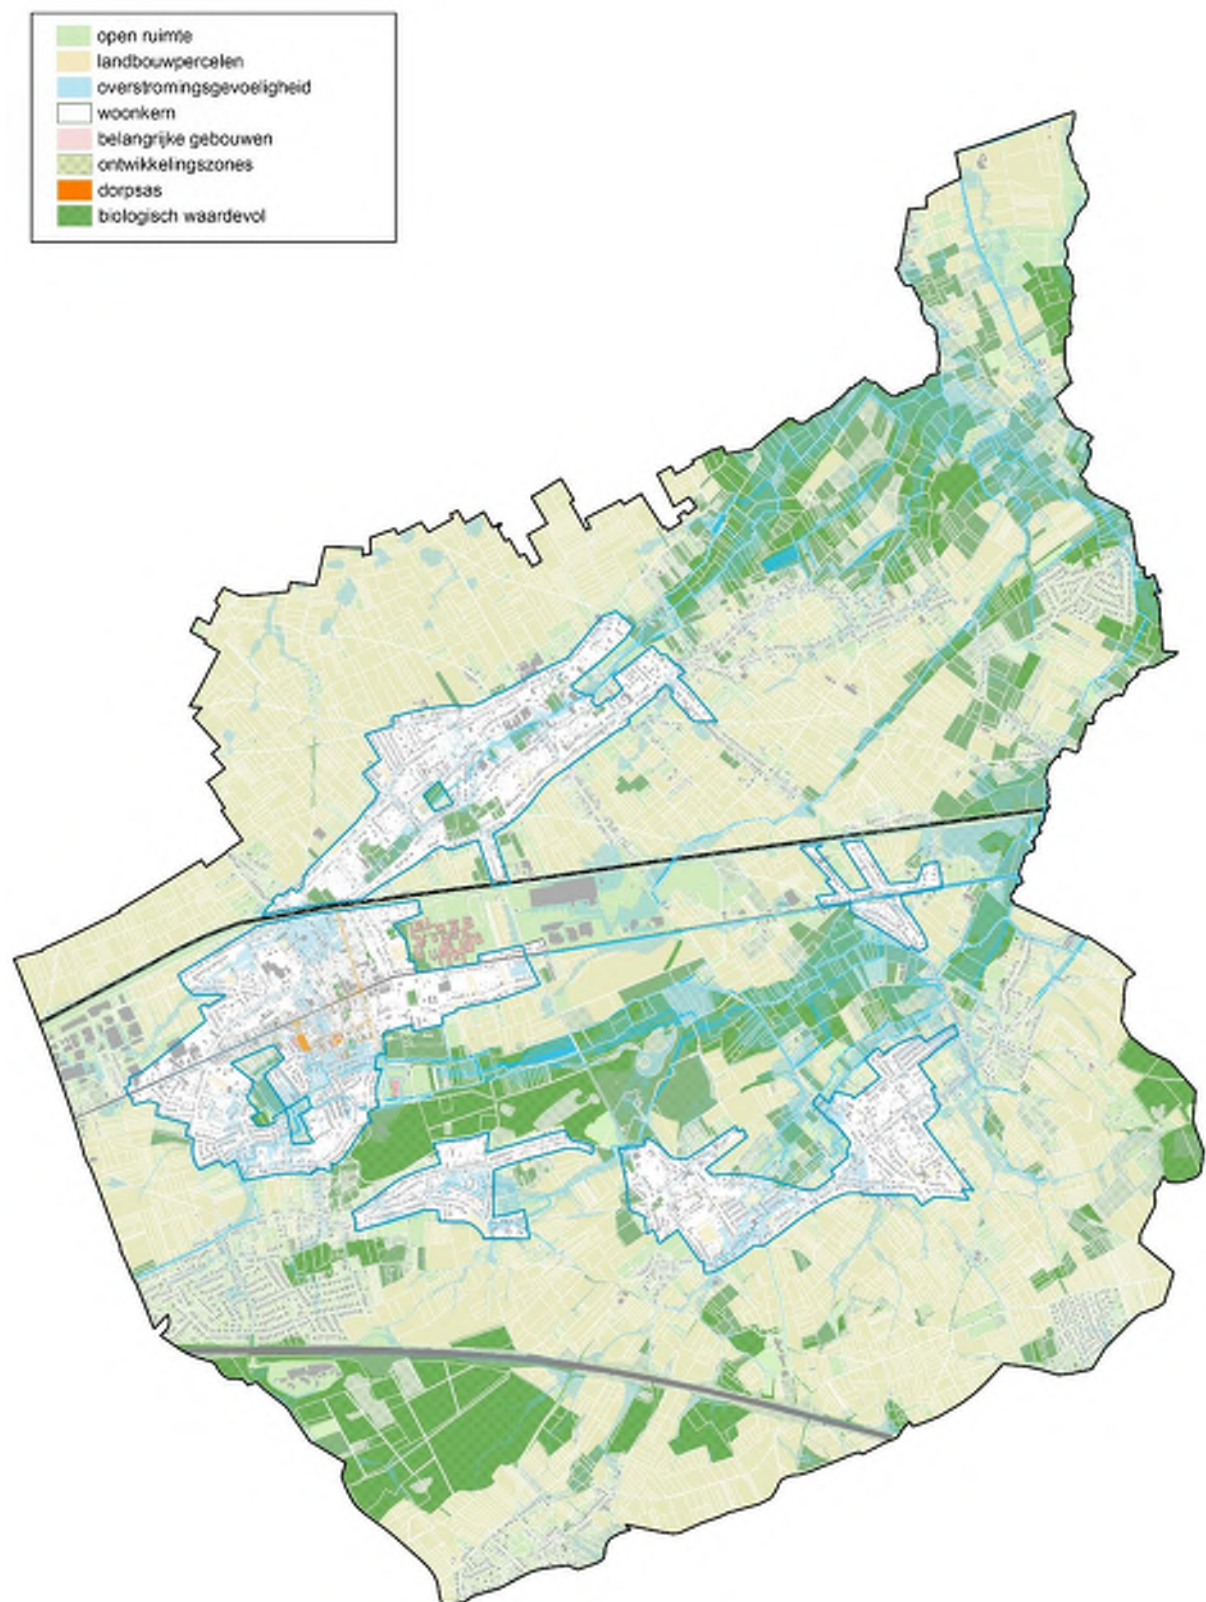 open ruimte
landbouwpercelen
overstromingsgevoeligheid
woonkern
belangrijke gebouwen
ontwikkelingszones
dorpsas
biologisch waardevol